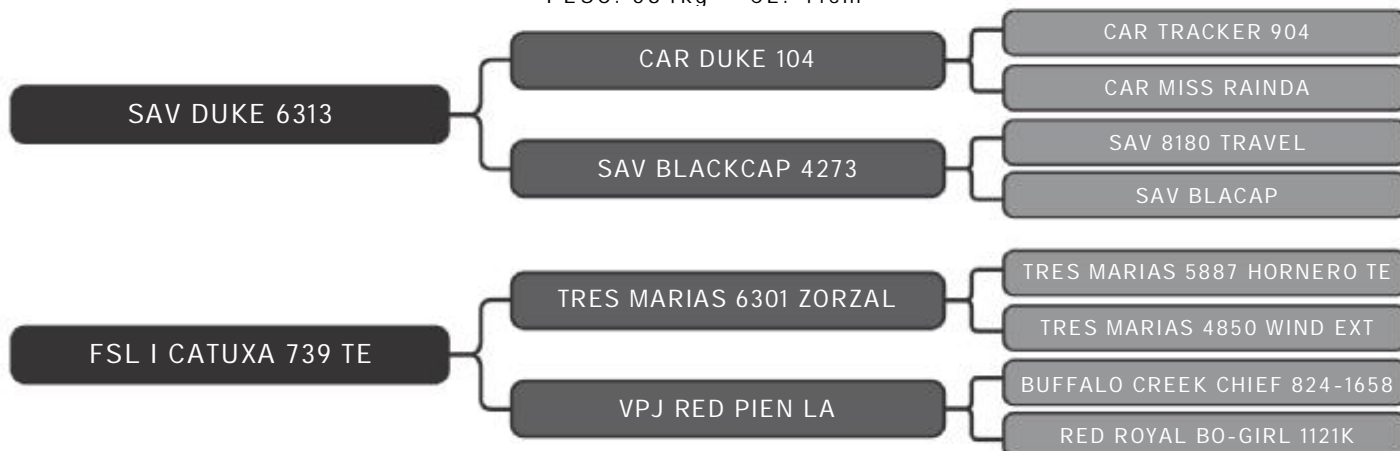 CAR TRACKER 904
CAR DUKE 104
CAR MISS RAINDA
SAV DUKE 6313
SAV 8180 TRAVEL
SAV BLACKCAP 4273
SAV BLACAP
TRES MARIAS 5887 HORNERO TE
TRES MARIAS 6301 ZORZAL
TRES MARIAS 4850 WIND EXT
FSL I CATUXA 739 TE
BUFFALO CREEK CHIEF 824-1658
VPJ RED PIEN LA
RED ROYAL BO-GIRL 1121K